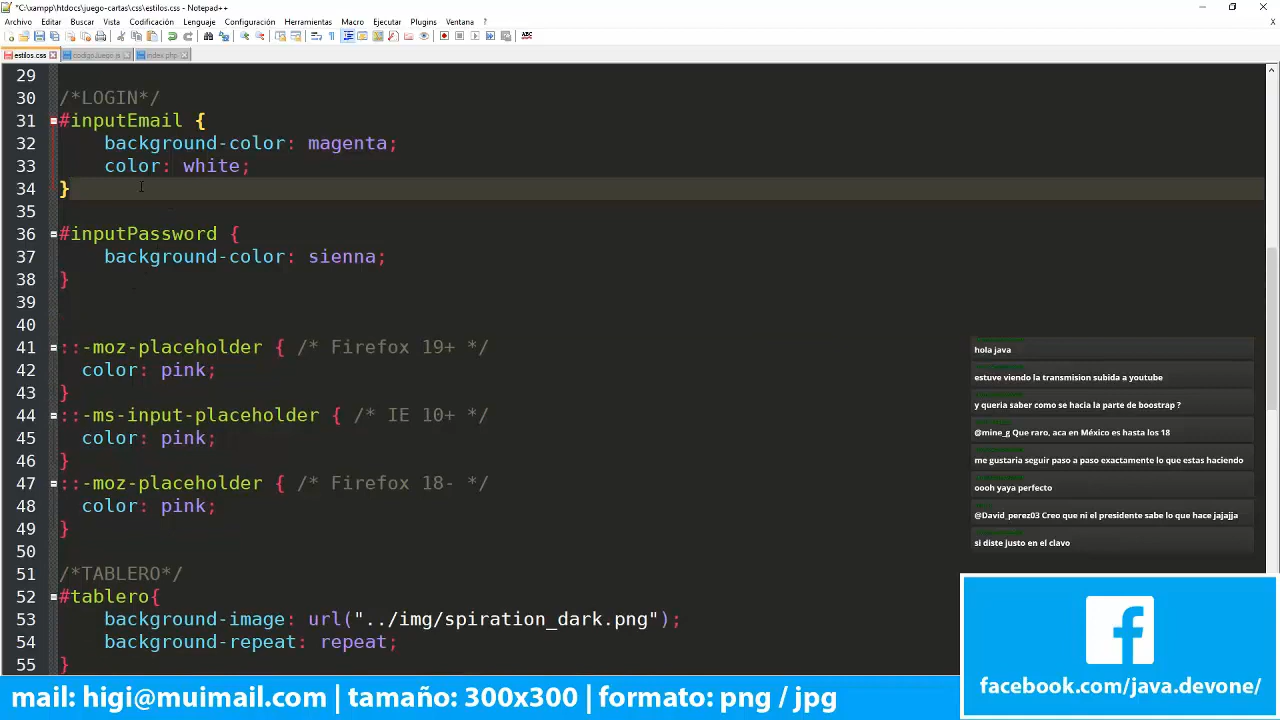 *C:\xampp\htdocs\juego-cartas\css\estilos.css - Notepad++
Archivo Editar Buscar Vista Codificación Lenguaje Configuración Herramientas Macro Ejecutar Plugins Ventana ?
estilos.css index.php
29
30 /*LOGIN*/
31 #inputEmail {
32 background-color: magenta;
33 color: white;
34 }
35
36 #inputPassword {
37 background-color: sienna;
38 }
39
40
41 ::-moz-placeholder { /* Firefox 19+ */
42 color: pink;
43 }
44 ::-ms-input-placeholder { /* IE 10+ */
45 color: pink;
46 }
47 ::-moz-placeholder { /* Firefox 18- */
48 color: pink;
49 }
50
51 /*TABLERO*/
52 #tablero{
53 background-image: url("../img/spiration_dark.png");
54 background-repeat: repeat;
55 }
hola java
estuve viendo la transmision subida a youtube
y queria saber como se hacia la parte de boostrap ?
@mine_g Que raro, aca en México es hasta los 18
me gustaria seguir paso a paso exactamente lo que estas haciendo
oooh yaya perfecto
@David_perez03 Creo que ni el presidente sabe lo que hace jajajja
si diste justo en el clavo
facebook.com/java.devone/
mail: higi@muimail.com | tamaño: 300x300 | formato: png / jpg